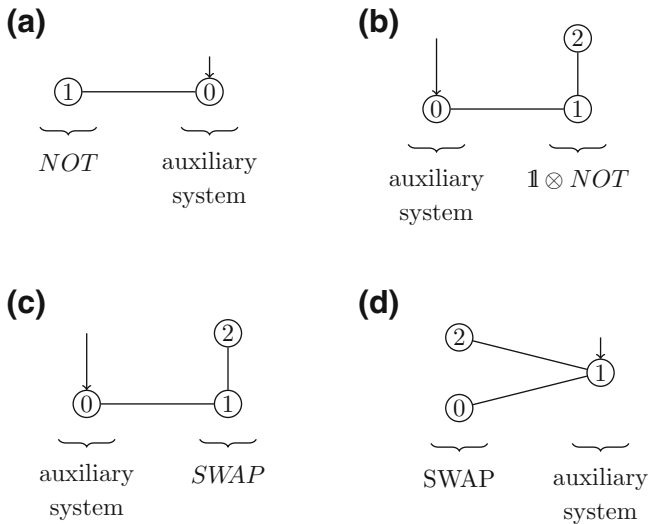 (a)
1
0
NOT
auxiliary
system
(b)
2
0
1
auxiliary
system
𝟙 ⊗ NOT
(c)
2
0
1
auxiliary
system
SWAP
(d)
2
1
0
SWAP
auxiliary
system